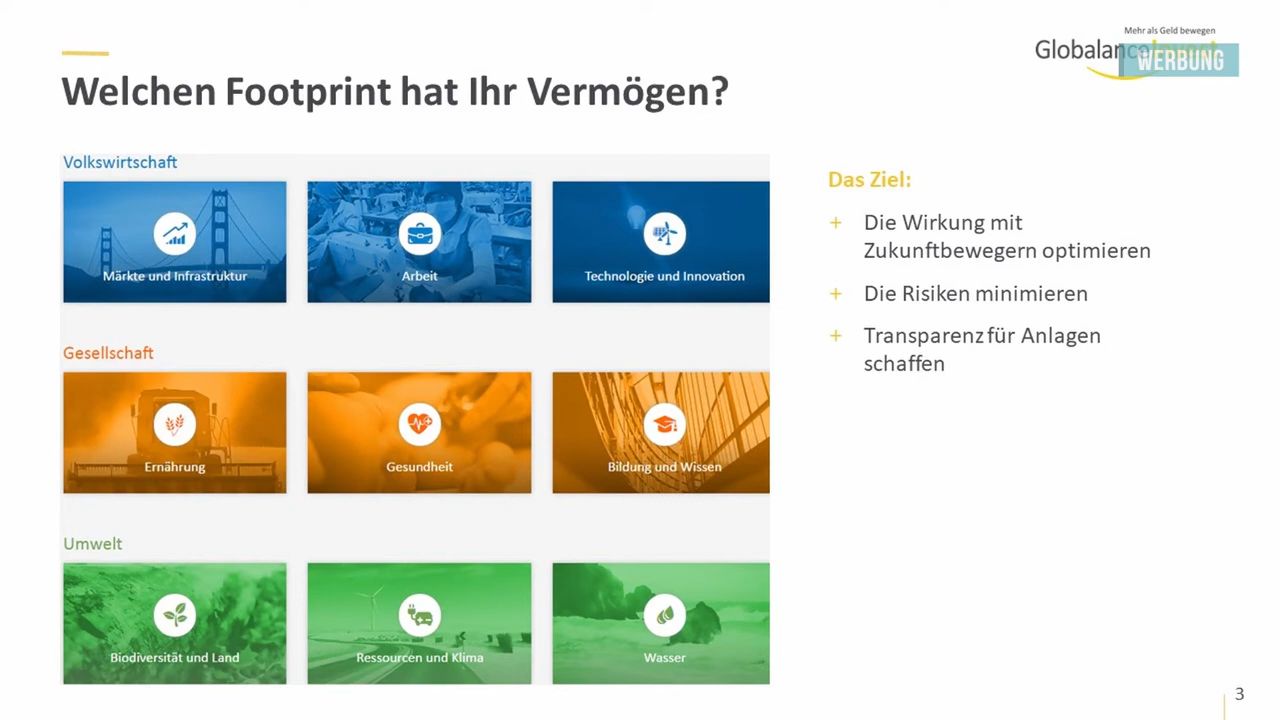 Mehr als Geld bewegen
Globalance Invest
WERBUNG
Welchen Footprint hat Ihr Vermögen?
Volkswirtschaft
Märkte und Infrastruktur
Arbeit
Technologie und Innovation
Gesellschaft
Ernährung
Gesundheit
Bildung und Wissen
Umwelt
Biodiversität und Land
Ressourcen und Klima
Wasser
Das Ziel:
+ Die Wirkung mit
Zukunftbewegern optimieren
+ Die Risiken minimieren
+ Transparenz für Anlagen
schaffen
3